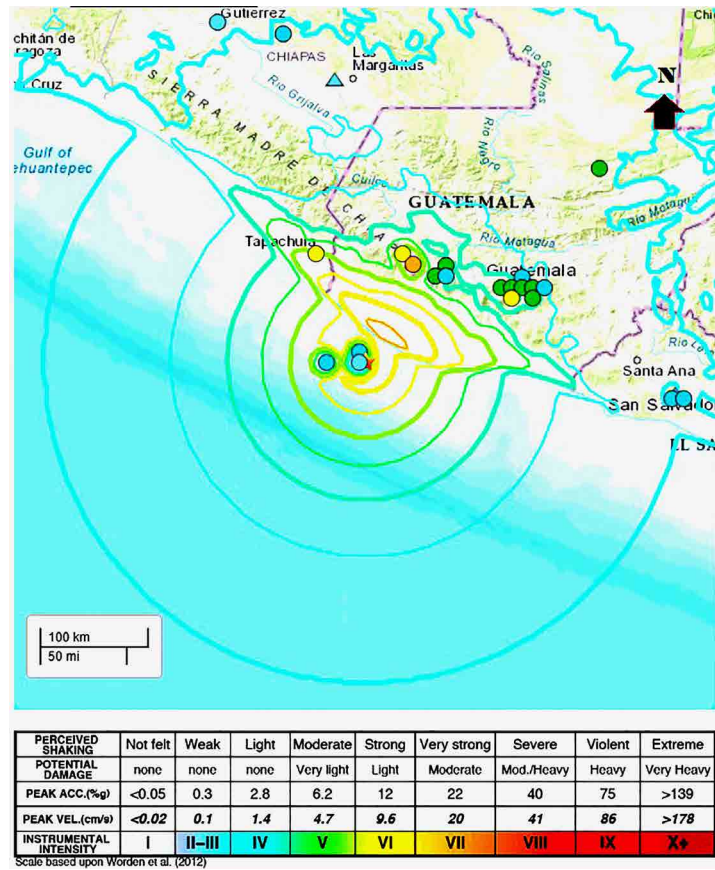 Gutierrez
chitán de
ragoza
CHIAPAS
Las
Margaritas
Cruz
Rio Grijalva
Rio Salinas
N
SIERRA MADRE DE CHIA
Gulf of
ehuantepec
Rio Negro
Cuilco
GUATEMALA
Rio Motagua
Tapachula
Rio Motagua
Guatemala
Santa Ana
San Salvado
EL SA
100 km
50 mi
PERCEIVED SHAKING Not felt Weak Light Moderate Strong Very strong Severe Violent Extreme
POTENTIAL DAMAGE none none none Very light Light Moderate Mod./Heavy Heavy Very Heavy
PEAK ACC.(%g) <0.05 0.3 2.8 6.2 12 22 40 75 >139
PEAK VEL.(cm/s) <0.02 0.1 1.4 4.7 9.6 20 41 86 >178
INSTRUMENTAL INTENSITY I II–III IV V VI VII VIII IX X+
Scale based upon Worden et al. (2012)